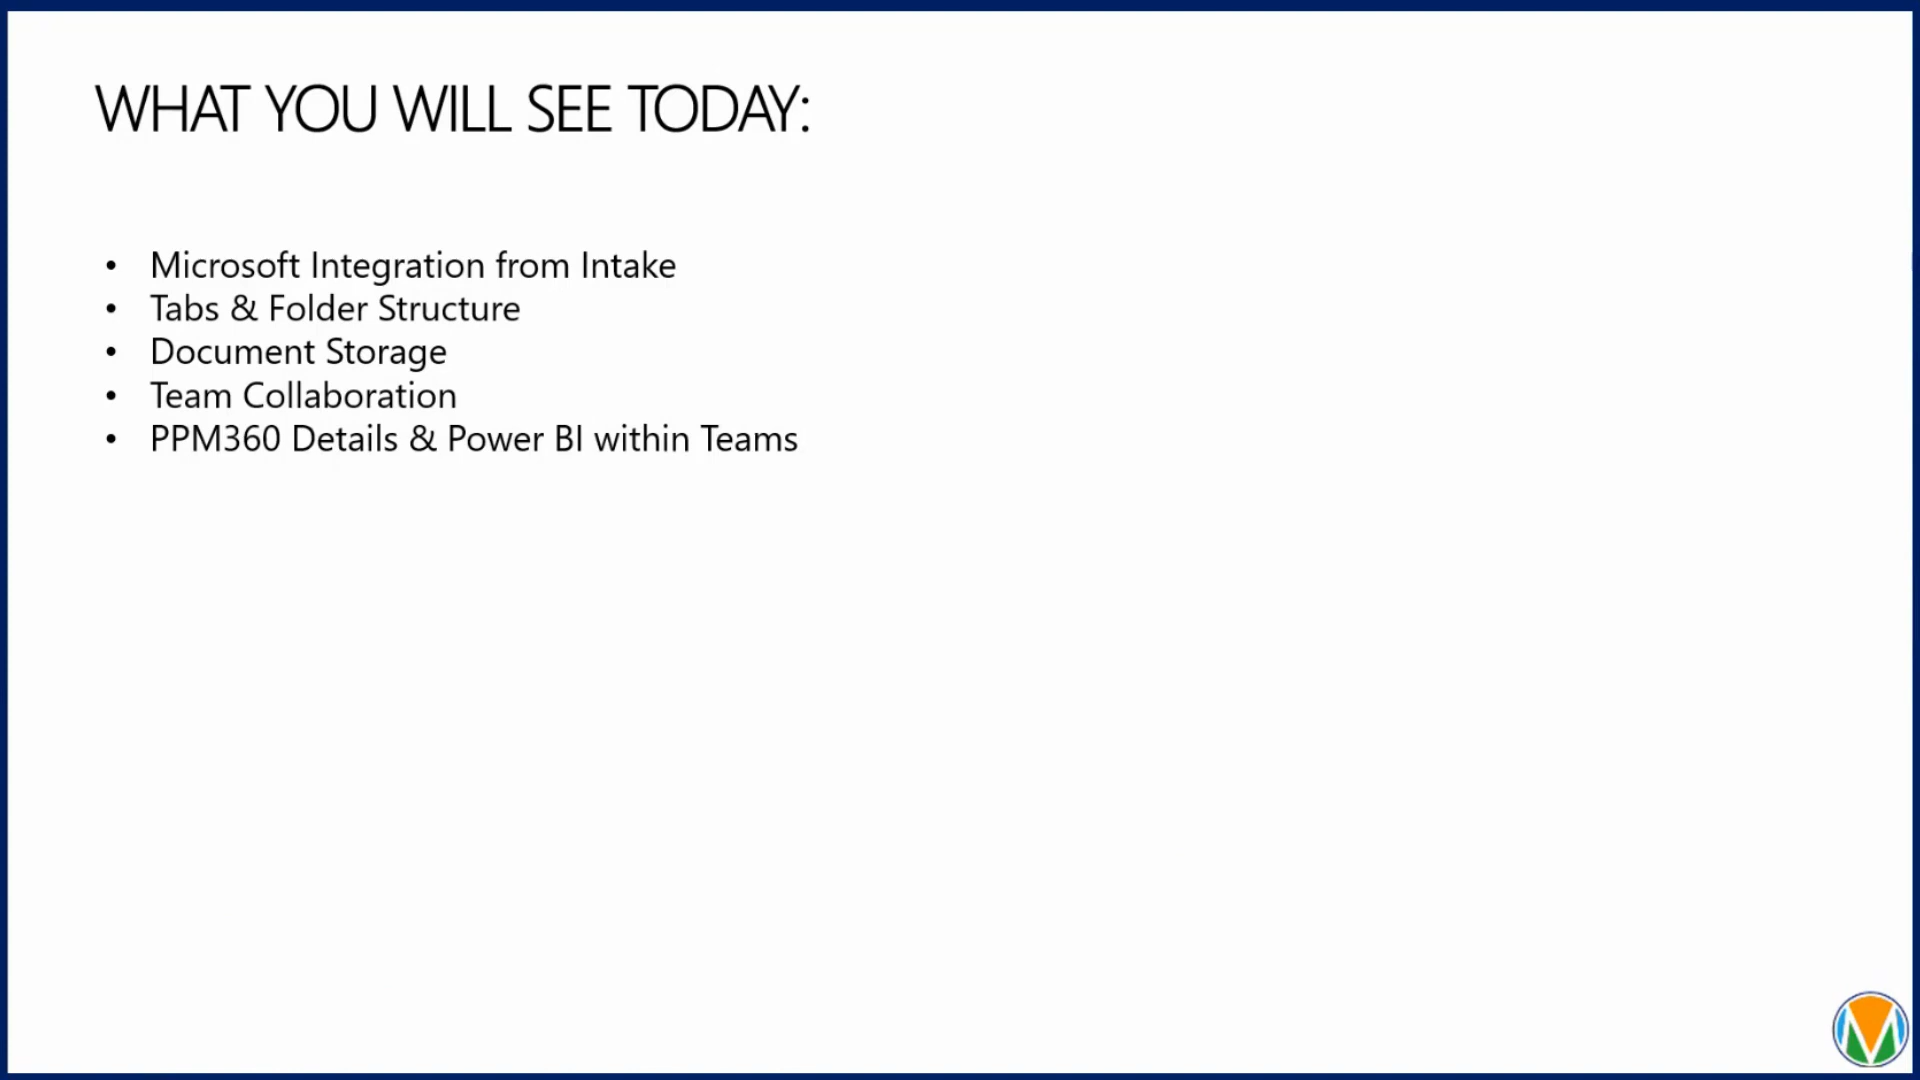 WHAT YOU WILL SEE TODAY:
• Microsoft Integration from Intake
• Tabs & Folder Structure
• Document Storage
• Team Collaboration
• PPM360 Details & Power BI within Teams